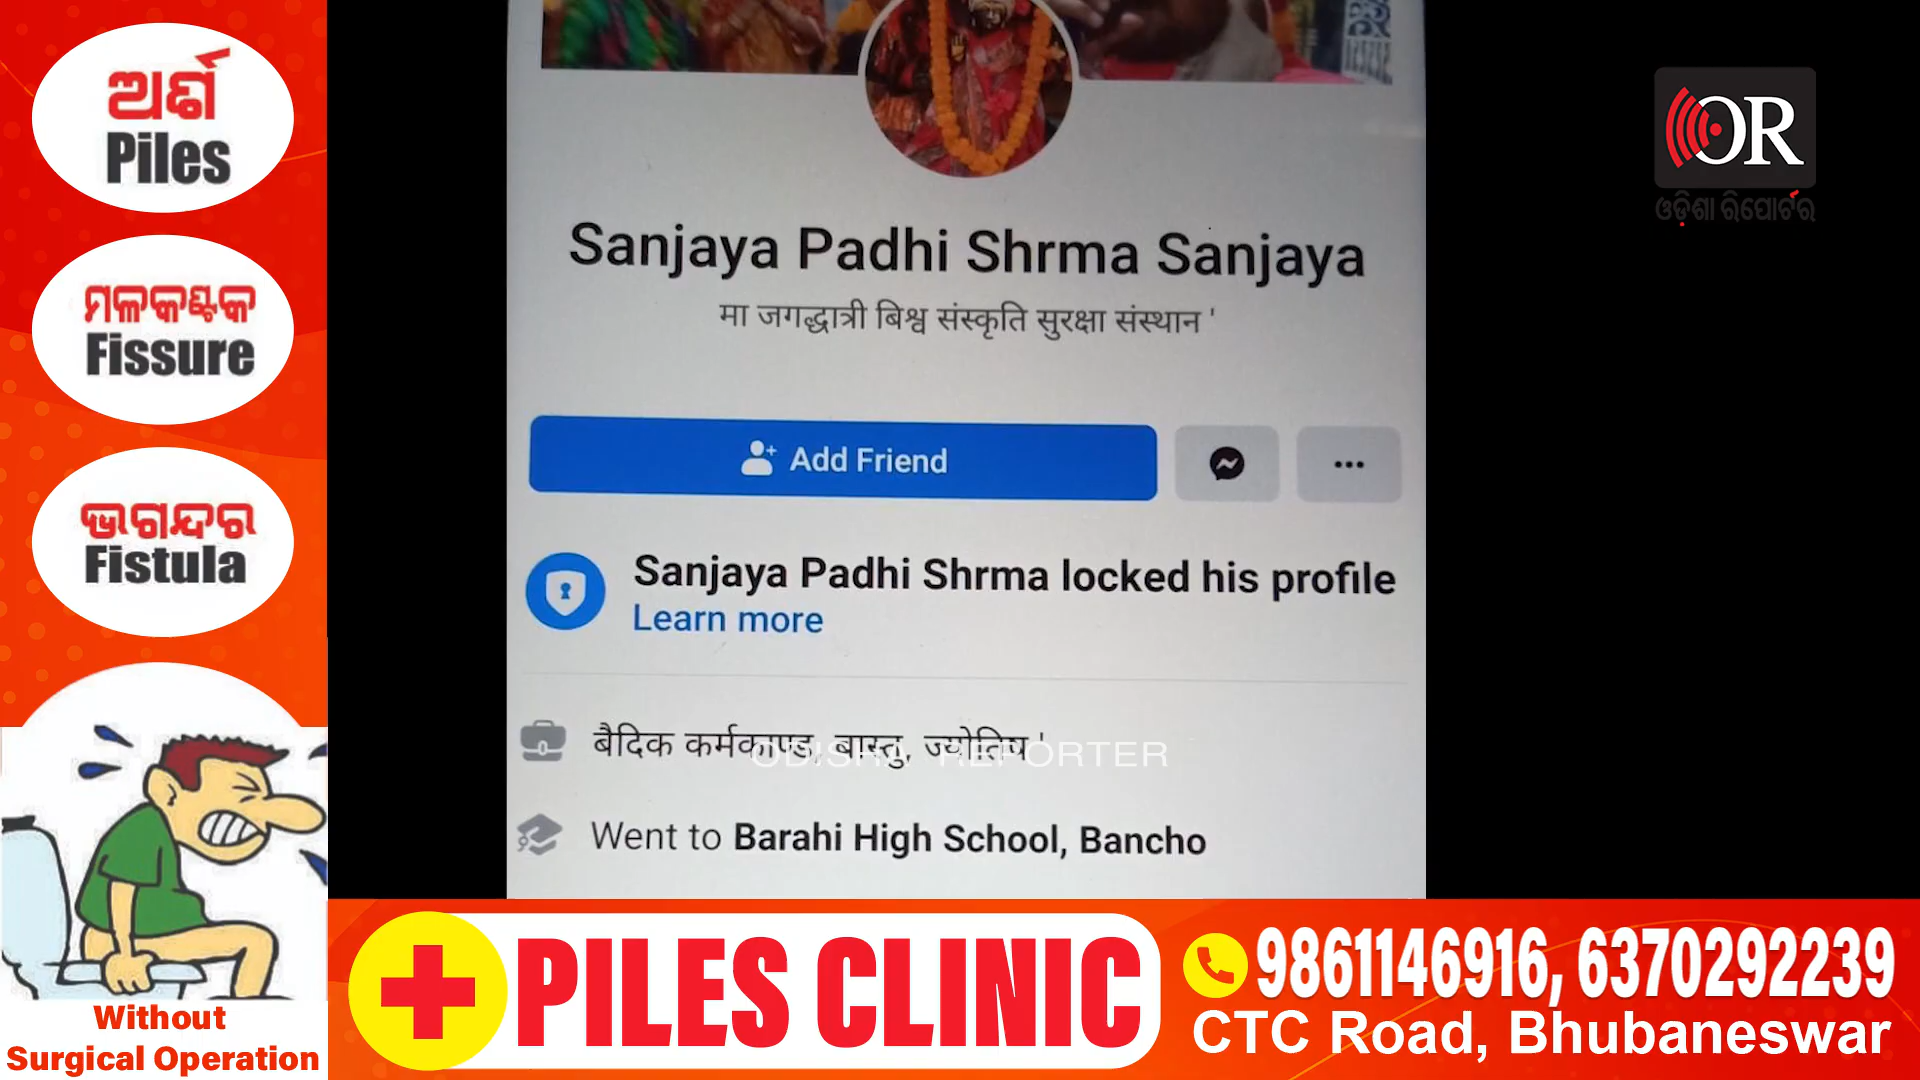 ଅର୍ଶ
Piles
ମଳକଣ୍ଟକ
Fissure
ଭଗନ୍ଦର
Fistula
Without
Surgical Operation
Sanjaya Padhi Shrma Sanjaya
मा जगद्धात्री बिश्व संस्कृति सुरक्षा संस्थान '
Add Friend
Sanjaya Padhi Shrma locked his profile
Learn more
बैदिक कर्मकाण्ड, बास्तु, ज्योतिष '
ODISHA REPORTER
Went to Barahi High School, Bancho
OR
ଓଡ଼ିଶା ରିପୋର୍ଟର
PILES CLINIC
9861146916, 6370292239
CTC Road, Bhubaneswar